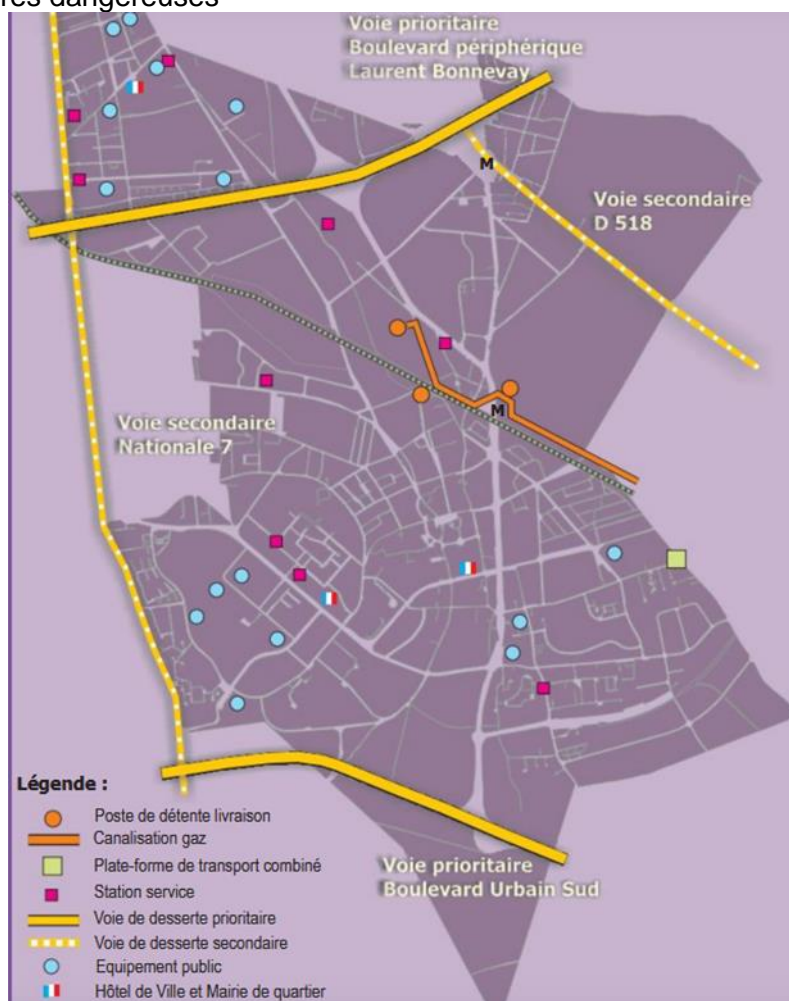 res dangereuses
Voie prioritaire
Boulevard périphérique
Laurent Bonnevay
M
Voie secondaire
D 518
M
Voie secondaire
Nationale 7
Légende :
Poste de détente livraison
Canalisation gaz
Plate-forme de transport combiné
Station service
Voie de desserte prioritaire
Voie de desserte secondaire
Equipement public
Hôtel de Ville et Mairie de quartier
Voie prioritaire
Boulevard Urbain Sud